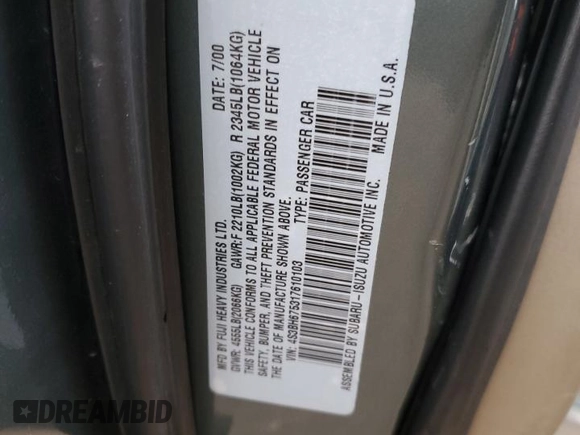 MFD BY FUJI HEAVY INDUSTRIES LTD. DATE: 7/00
GVWR: 4555LB(2066KG) GAWR: F 2210LB(1002KG) R 2345LB(1064KG)
THIS VEHICLE CONFORMS TO ALL APPLICABLE FEDERAL MOTOR VEHICLE
SAFETY, BUMPER, AND THEFT PREVENTION STANDARDS IN EFFECT ON
THE DATE OF MANUFACTURE SHOWN ABOVE.
VIN: 4S3BH675317610103 TYPE: PASSENGER CAR
ASSEMBLED BY SUBARU-ISUZU AUTOMOTIVE INC. MADE IN U.S.A.
DREAMBID